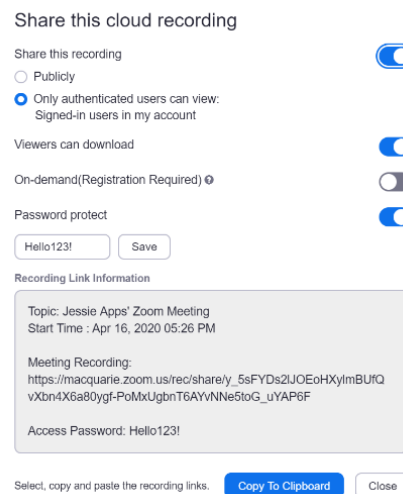 Share this cloud recording
Share this recording
Publicly
Only authenticated users can view:
Signed-in users in my account
Viewers can download
On-demand(Registration Required)
Password protect
Hello123! Save
Recording Link Information
Topic: Jessie Apps' Zoom Meeting
Start Time : Apr 16, 2020 05:26 PM
Meeting Recording:
https://macquarie.zoom.us/rec/share/y_5sFYDs2lJOEoHXylmBUfQ
vXbn4X6a80ygf-PoMxUgbnT6AYvNNe5toG_uYAP6F
Access Password: Hello123!
Select, copy and paste the recording links. Copy To Clipboard Close